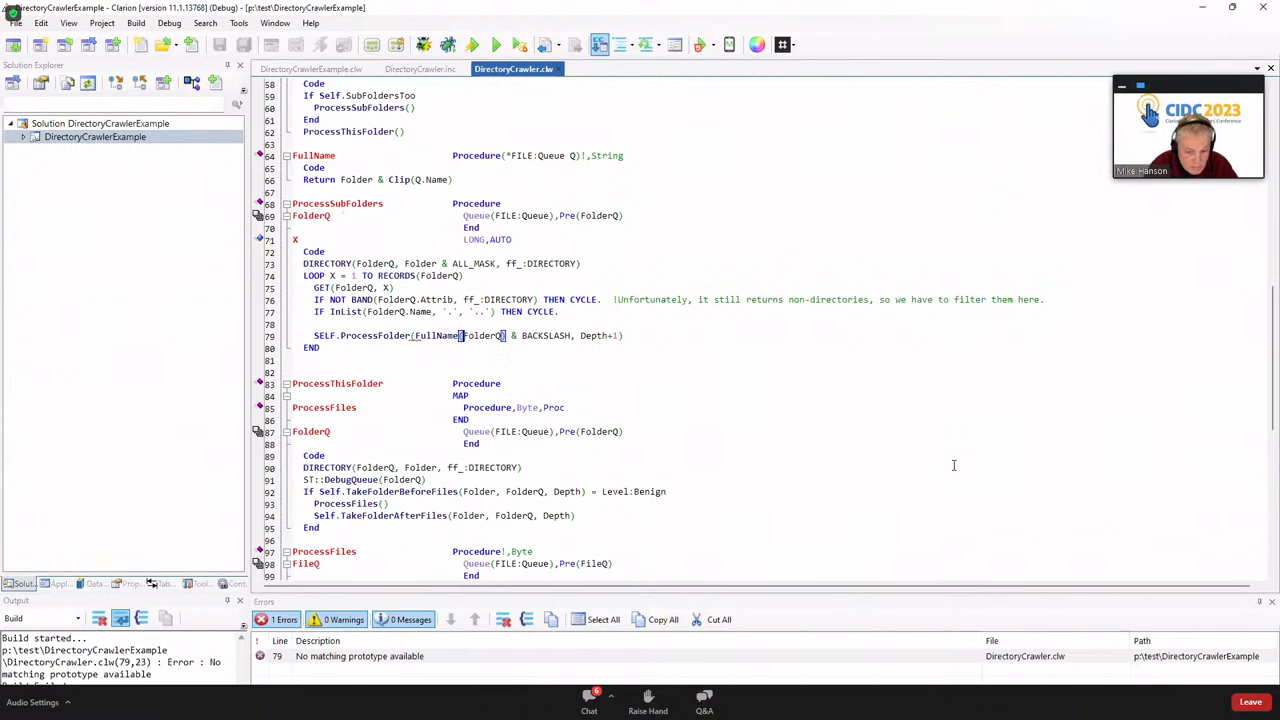 DirectoryCrawlerExample - Clarion (version 11.1.13768) (Debug) - [p:\test\DirectoryCrawlerExample]
File Edit View Project Build Debug Search Tools Window Help
Solution Explorer
DirectoryCrawlerExample.clw DirectoryCrawler.inc DirectoryCrawler.clw
Solution DirectoryCrawlerExample
DirectoryCrawlerExample
58 Code
59 If Self.SubFoldersToo
60 ProcessSubFolders()
61 End
62 ProcessThisFolder()
63
64 FullName Procedure(*FILE:Queue Q)!,String
65 Code
66 Return Folder & Clip(Q.Name)
68 ProcessSubFolders Procedure
69 FolderQ Queue(FILE:Queue),Pre(FolderQ)
70 End
71 X LONG,AUTO
72 Code
73 DIRECTORY(FolderQ, Folder & ALL_MASK, ff_:DIRECTORY)
74 LOOP X = 1 TO RECORDS(FolderQ)
75 GET(FolderQ, X)
76 IF NOT BAND(FolderQ.Attrib, ff_:DIRECTORY) THEN CYCLE. !Unfortunately, it still returns non-directories, so we have to filter them here.
77 IF InList(FolderQ.Name, '.', '..') THEN CYCLE.
79 SELF.ProcessFolder(FullName(FolderQ) & BACKSLASH, Depth+1)
80 END
81
82
83 ProcessThisFolder Procedure
84 MAP
85 ProcessFiles Procedure,Byte,Proc
86 END
87 FolderQ Queue(FILE:Queue),Pre(FolderQ)
88 End
89 Code
90 DIRECTORY(FolderQ, Folder, ff_:DIRECTORY)
91 ST::DebugQueue(FolderQ)
92 If Self.TakeFolderBeforeFiles(Folder, FolderQ, Depth) = Level:Benign
93 ProcessFiles()
94 Self.TakeFolderAfterFiles(Folder, FolderQ, Depth)
95 End
97 ProcessFiles Procedure!,Byte
98 FileQ Queue(FILE:Queue),Pre(FileQ)
99 End
CIDC2023
Mike Hanson
Solut... Appl... Data... Prop... Tab... Tool... Cont...
Output
Build
Build started...
p:\test\DirectoryCrawlerExample
\DirectoryCrawler.clw(79,23) : Error : No
matching prototype available
Errors
1 Errors 0 Warnings 0 Messages Select All Copy All Cut All
! Line Description File Path
79 No matching prototype available DirectoryCrawler.clw p:\test\DirectoryCrawlerExample
Audio Settings 6 Chat Raise Hand Q&A Leave